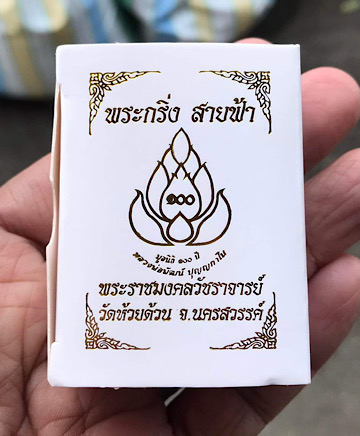 พระกริ่ง สายฟ้า
๑๐๐
มูลนิธิ ๑๐๐ ปี
หลวงพ่อพัฒน์ ปุญญกาโม
พระราชมงคลวัชราจารย์
วัดห้วยด้วน จ.นครสวรรค์